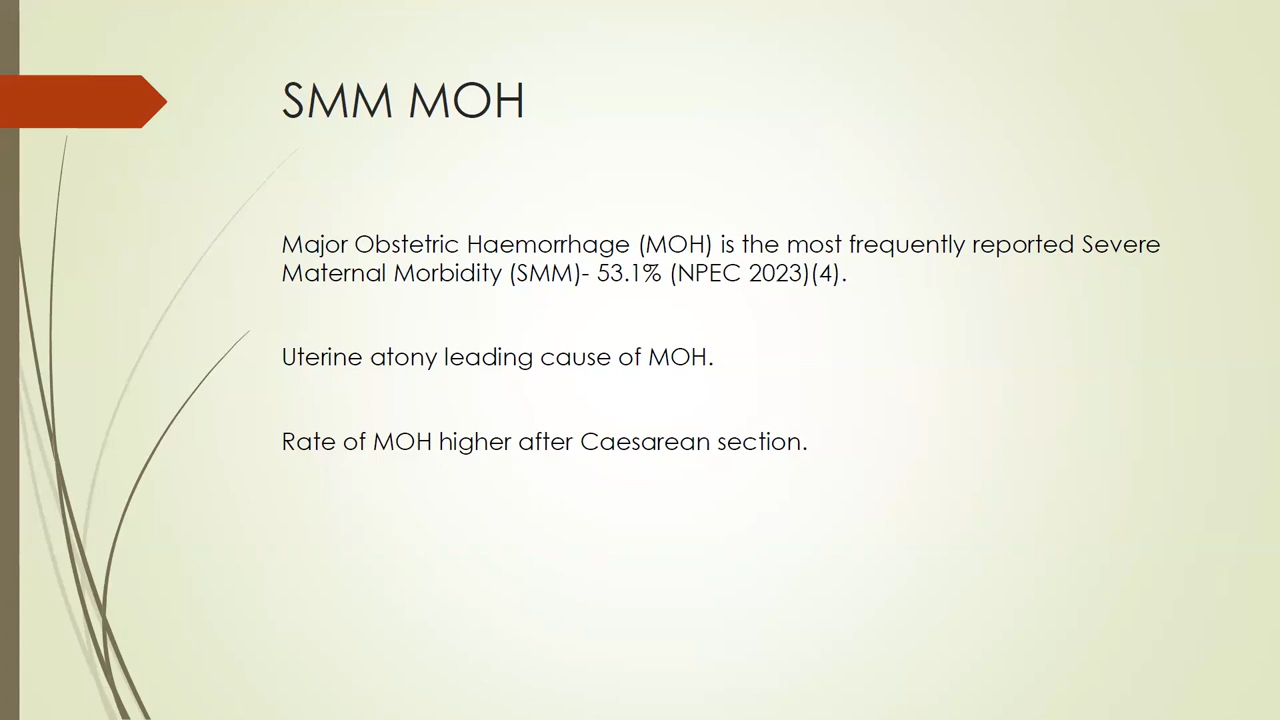 SMM MOH
Major Obstetric Haemorrhage (MOH) is the most frequently reported Severe
Maternal Morbidity (SMM)- 53.1% (NPEC 2023)(4).
Uterine atony leading cause of MOH.
Rate of MOH higher after Caesarean section.